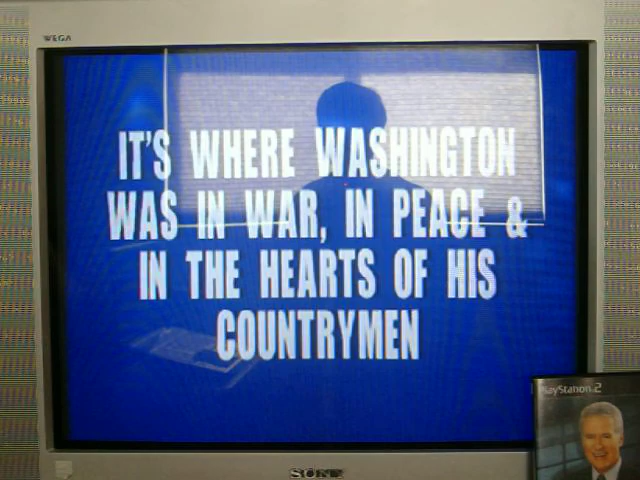 WEGA
IT'S WHERE WASHINGTON
WAS IN WAR, IN PEACE &
IN THE HEARTS OF HIS
COUNTRYMEN
SONY
PlayStation 2